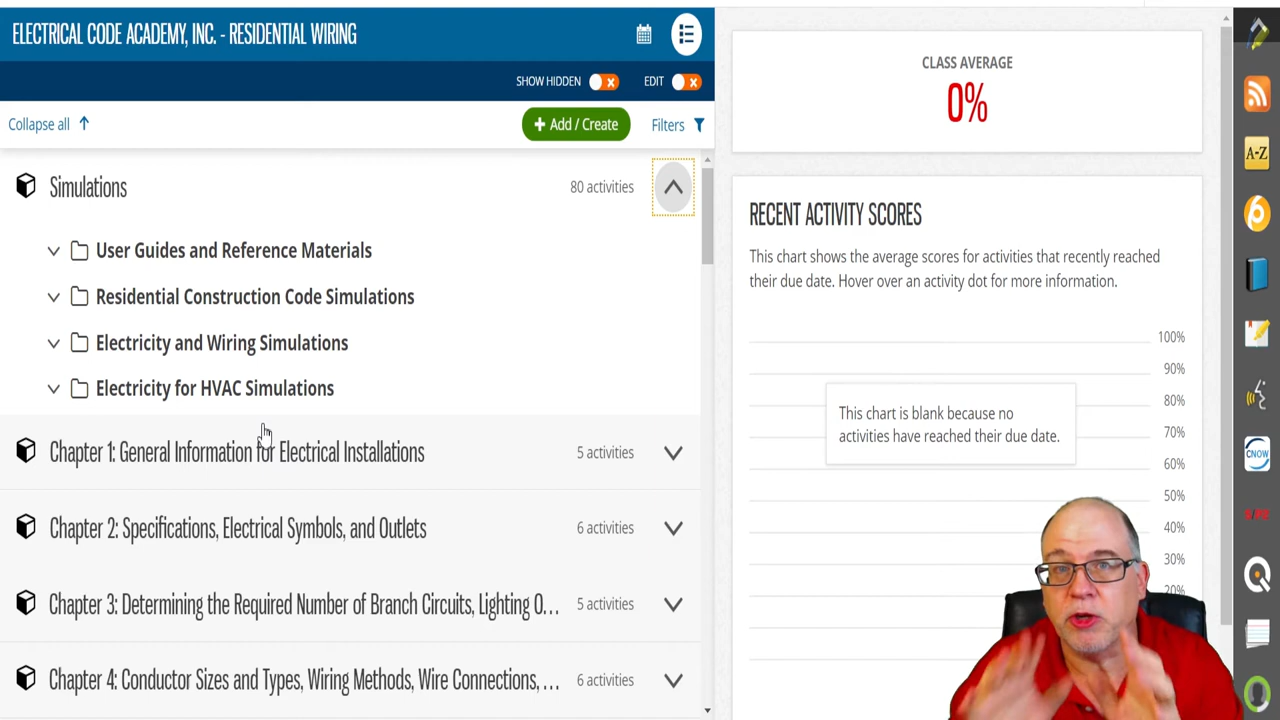 ELECTRICAL CODE ACADEMY, INC. - RESIDENTIAL WIRING
SHOW HIDDEN
EDIT
Collapse all
+ Add / Create
Filters
Simulations
80 activities
User Guides and Reference Materials
Residential Construction Code Simulations
Electricity and Wiring Simulations
Electricity for HVAC Simulations
Chapter 1: General Information for Electrical Installations
5 activities
Chapter 2: Specifications, Electrical Symbols, and Outlets
6 activities
Chapter 3: Determining the Required Number of Branch Circuits, Lighting O...
5 activities
Chapter 4: Conductor Sizes and Types, Wiring Methods, Wire Connections, ...
6 activities
CLASS AVERAGE
0%
RECENT ACTIVITY SCORES
This chart shows the average scores for activities that recently reached
their due date. Hover over an activity dot for more information.
100%
90%
80%
70%
60%
50%
40%
30%
20%
This chart is blank because no
activities have reached their due date.
A-Z
CNOW